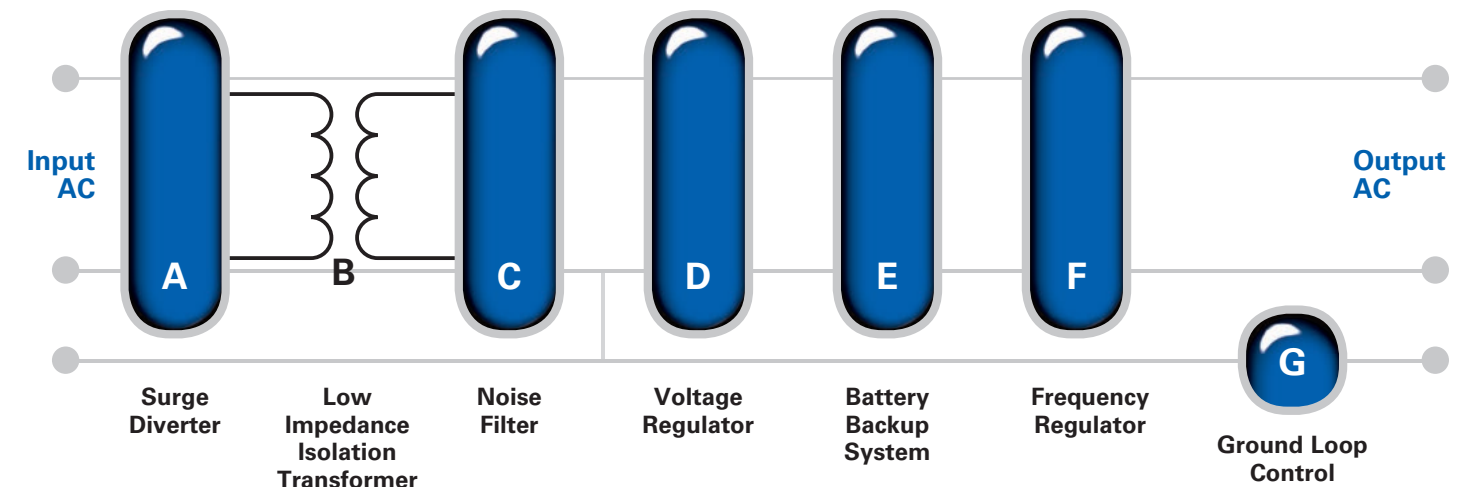 Input
AC
Output
AC
A
B
C
D
E
F
G
Surge
Diverter
Low
Impedance
Isolation
Transformer
Noise
Filter
Voltage
Regulator
Battery
Backup
System
Frequency
Regulator
Ground Loop
Control